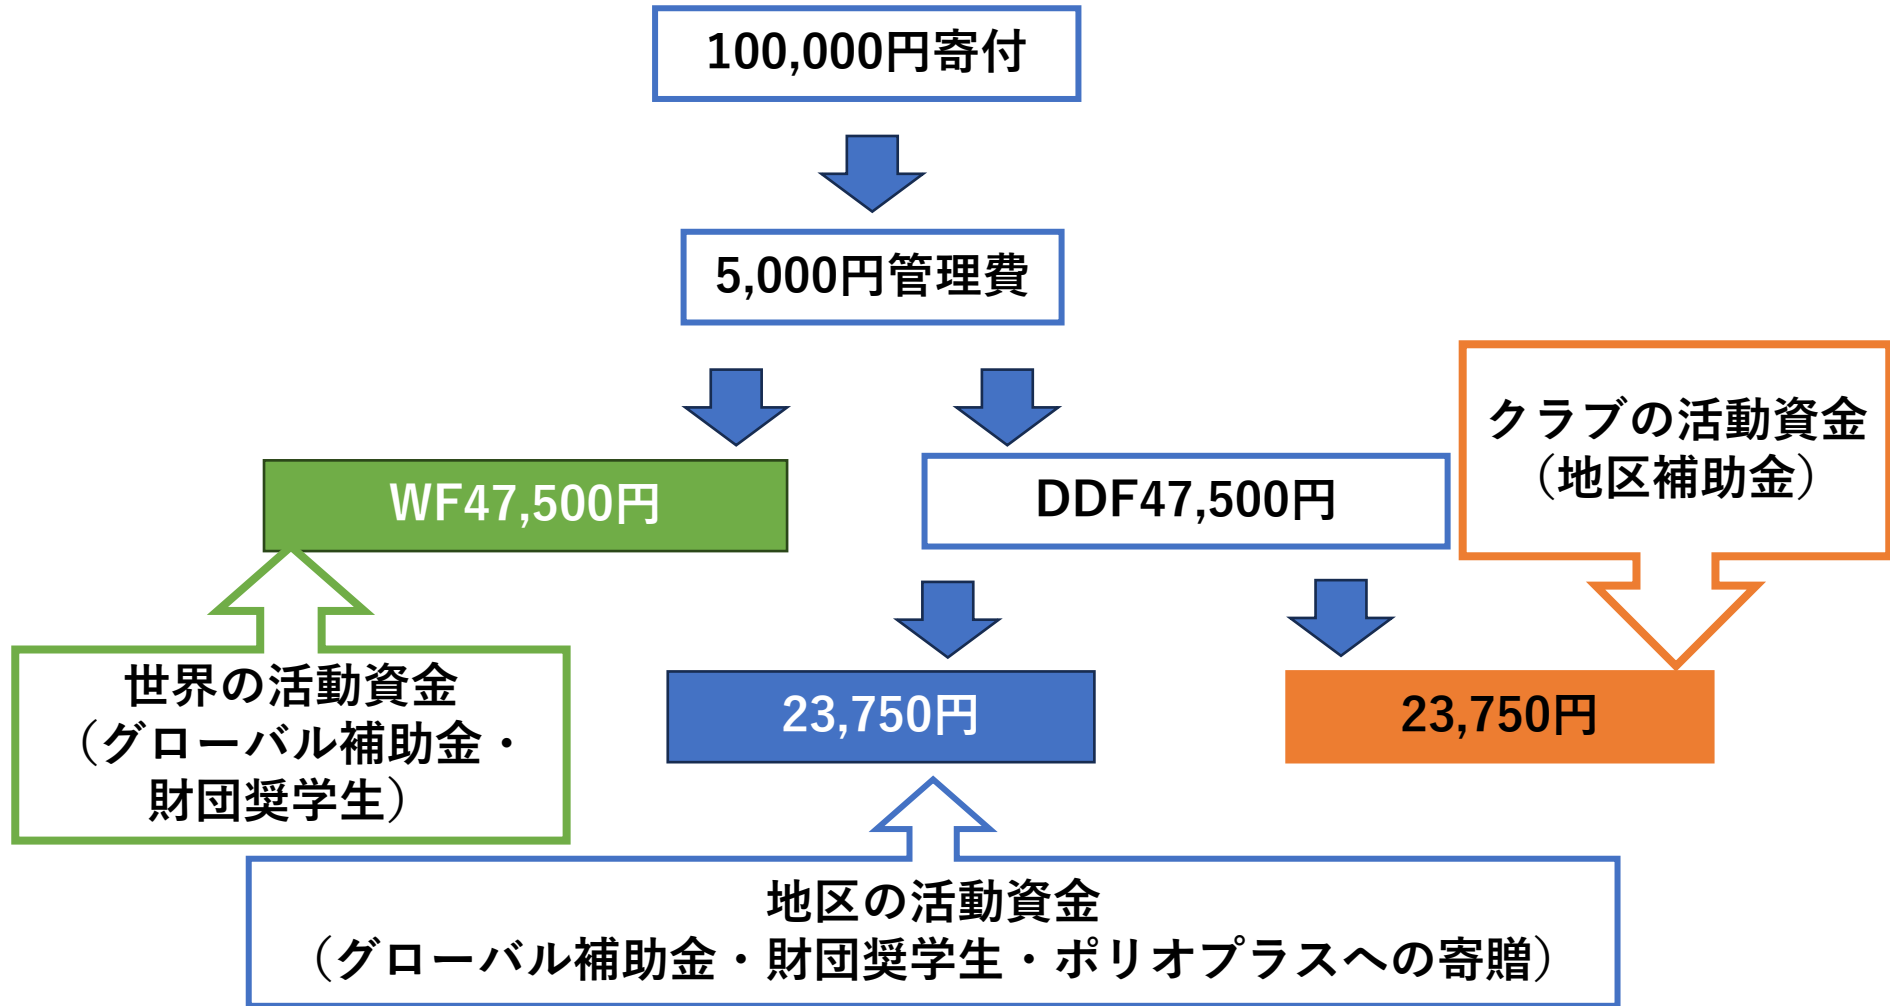 100,000円寄付
5,000円管理費
クラブの活動資金
（地区補助金）
WF47,500円
DDF47,500円
世界の活動資金
（グローバル補助金・
財団奨学生）
23,750円
23,750円
地区の活動資金
（グローバル補助金・財団奨学生・ポリオプラスへの寄贈）